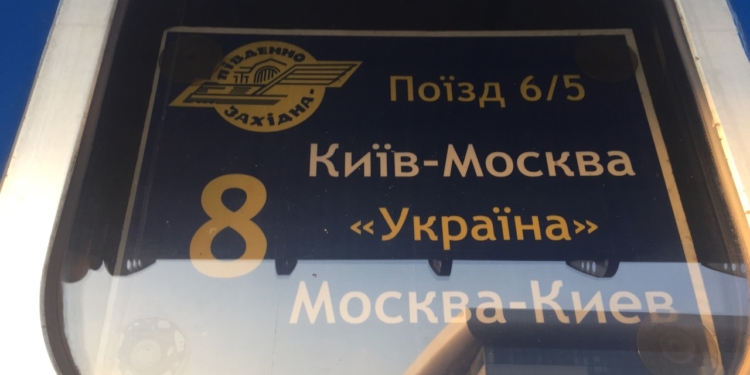 ПІВДЕННО
ЗАХІДНА
Поїзд 6/5
Київ-Москва
8
«Україна»
Москва-Киев